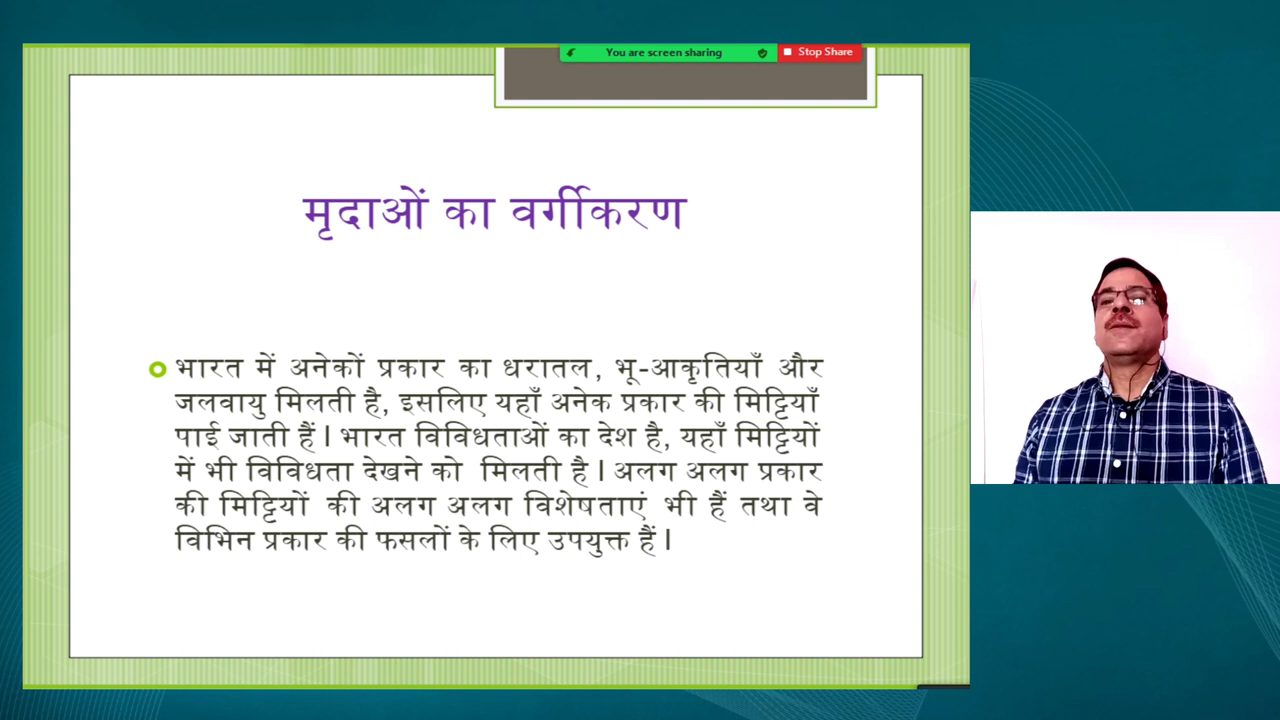 You are screen sharing Stop Share
मृदाओं का वर्गीकरण
भारत में अनेकों प्रकार का धरातल, भू-आकृतियाँ और
जलवायु मिलती है, इसलिए यहाँ अनेक प्रकार की मिट्टियाँ
पाई जाती हैं l भारत विविधताओं का देश है, यहाँ मिट्टियों
में भी विविधता देखने को मिलती है l अलग अलग प्रकार
की मिट्टियों की अलग अलग विशेषताएं भी हैं तथा वे
विभिन प्रकार की फसलों के लिए उपयुक्त हैं l